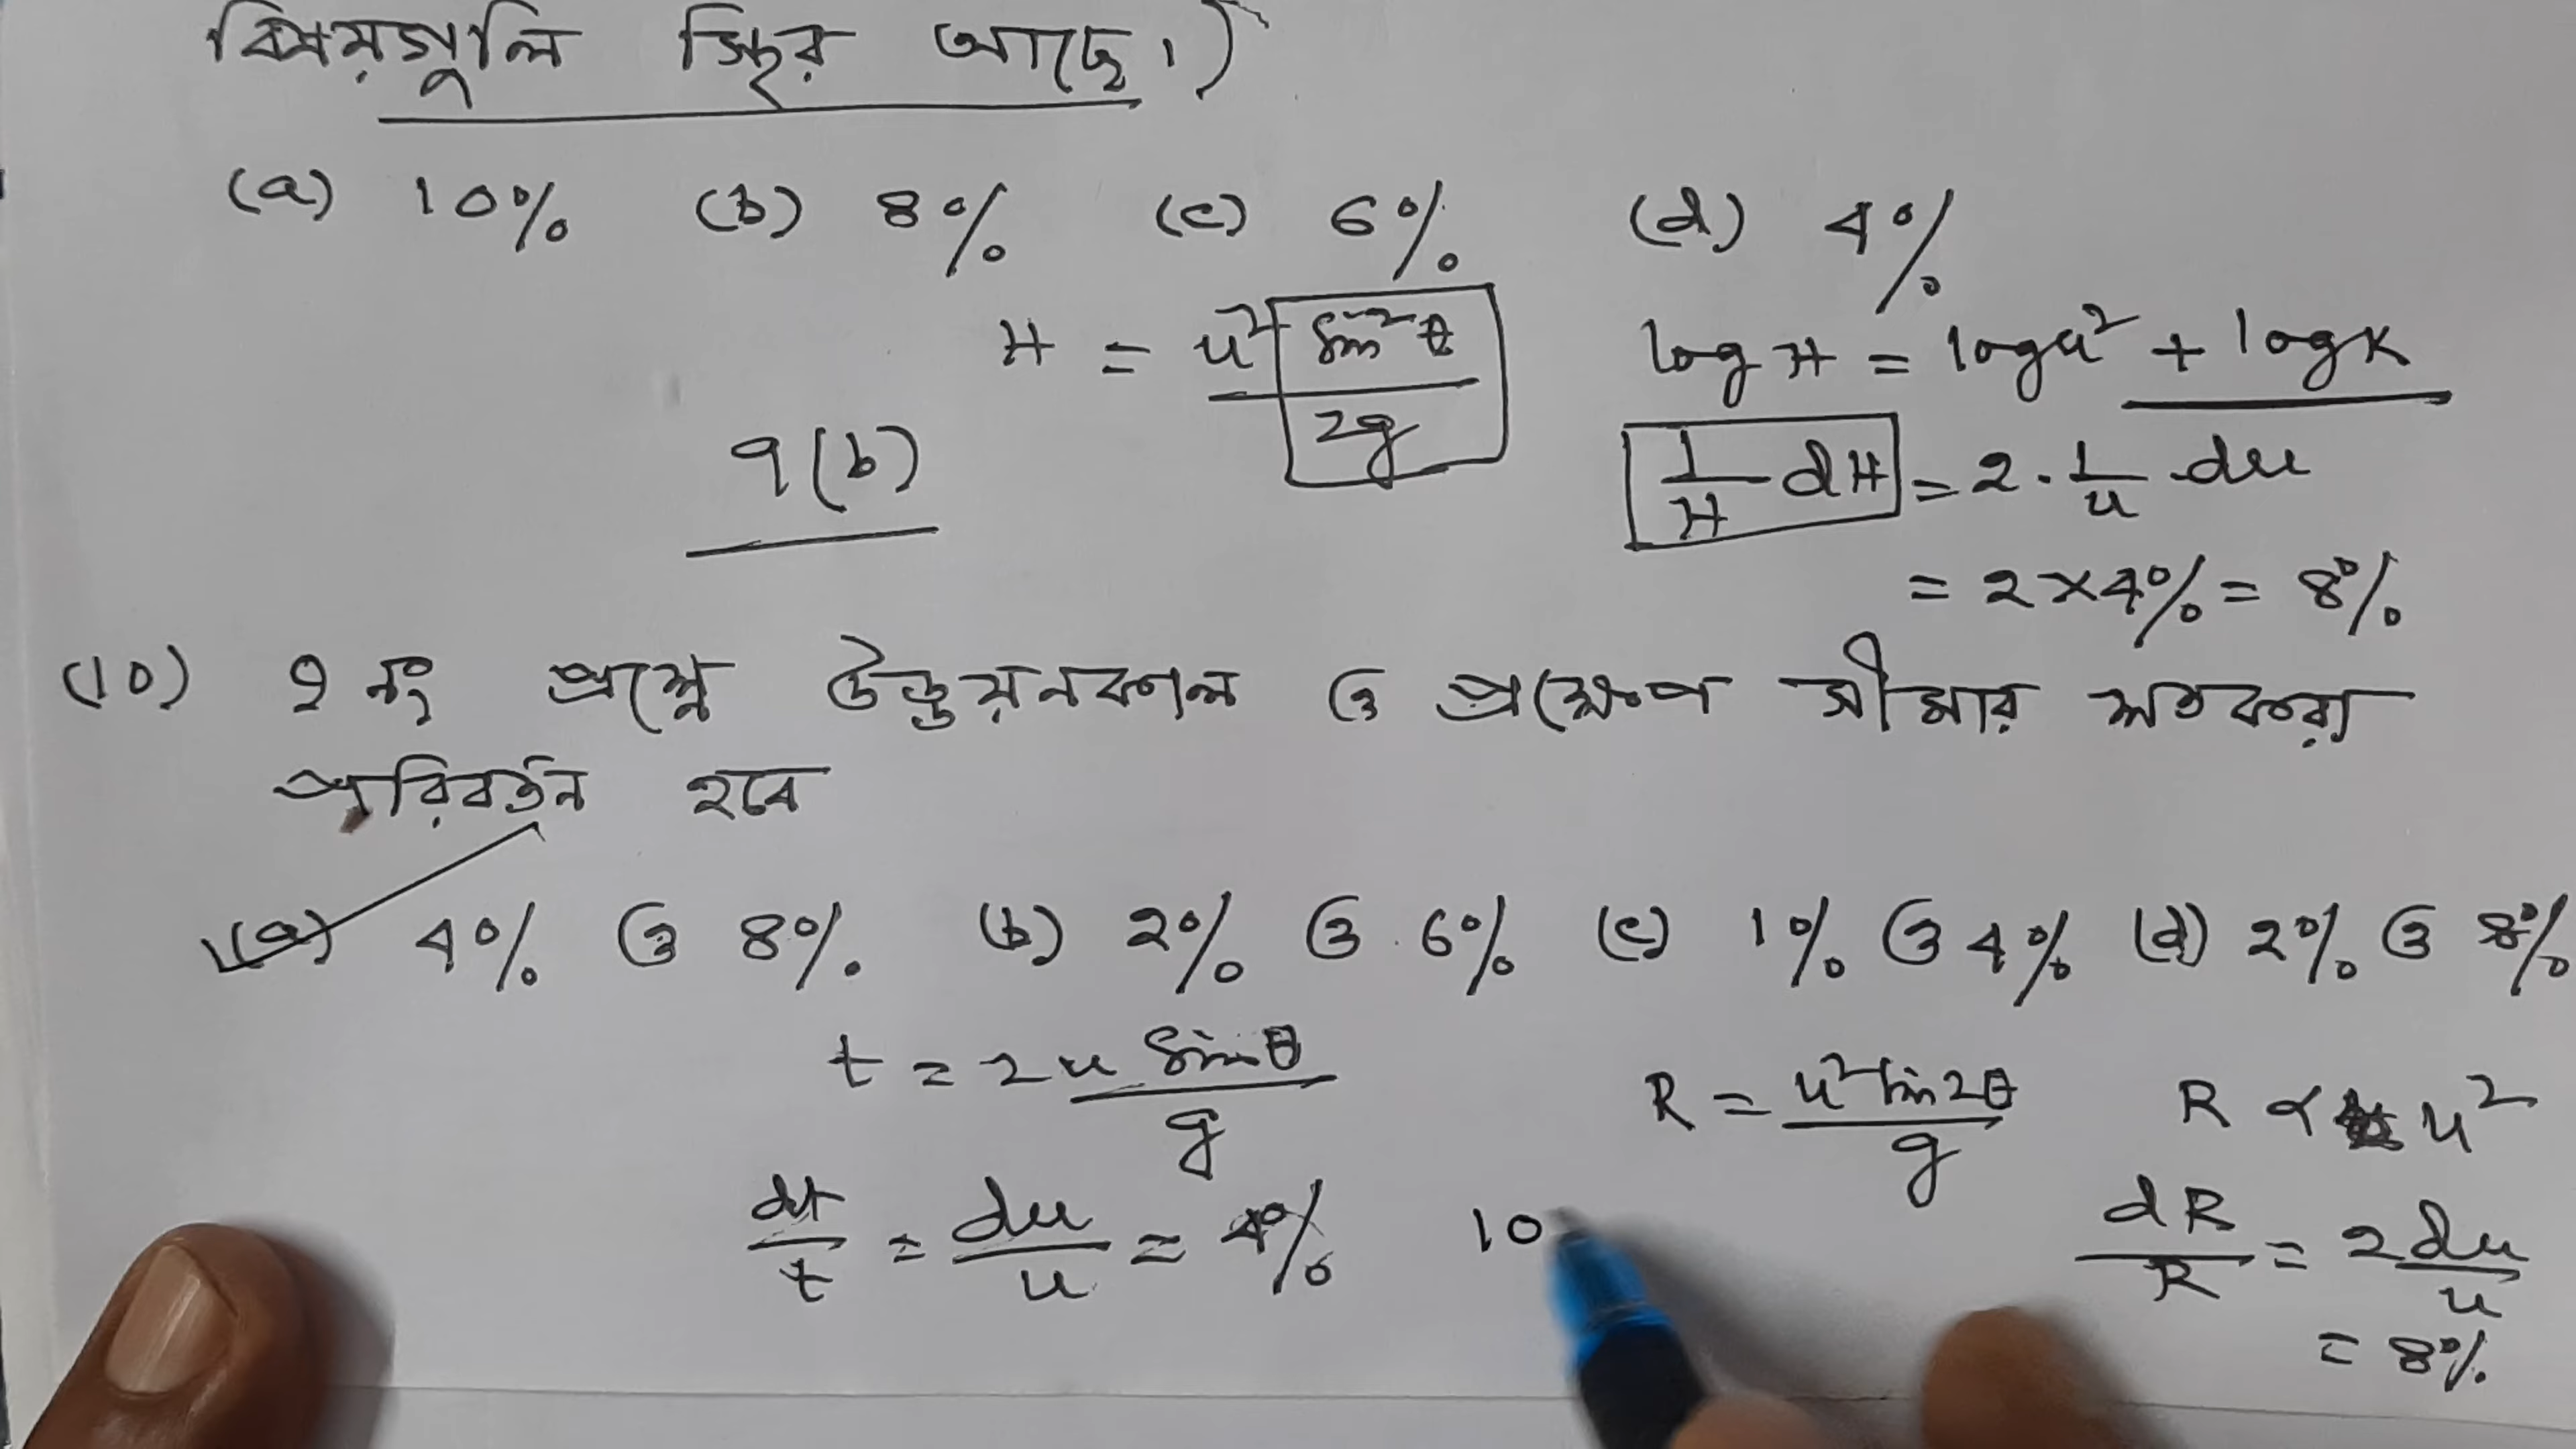 বিষয়গুলি স্থির আছে।)
(a) 10% (b) 8% (c) 6% (d) 4%
H = u² sin²θ / 2g
9(b)
log H = log u² + log K
1/H dH = 2 · 1/u · du
= 2 × 4% = 8%
(10) 9 নং প্রশ্নে উড্ডয়নকাল ও প্রক্ষেপ সীমার শতকরা
পরিবর্তন হবে
(a) 4% ও 8%. (b) 2% ও 6% (c) 1% ও 4% (d) 2% ও 8%
t = 2u sinθ / g
R = u² sin2θ / g
R ∝ u²
dt/t = du/u = 4%
10
dR/R = 2du/u
= 8%.